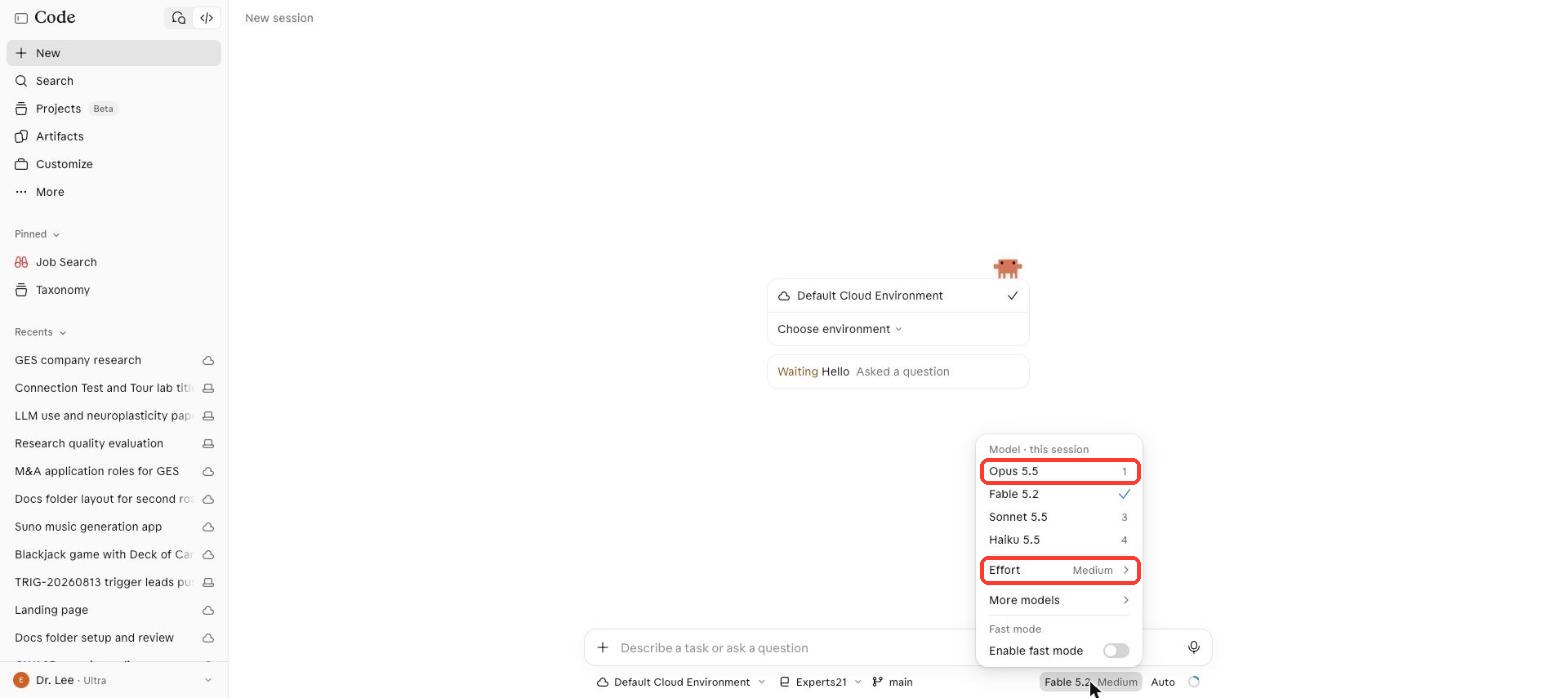 Code
New session
New
Search
Projects Beta
Artifacts
Customize
More
Pinned
Job Search
Taxonomy
Recents
GES company research
Connection Test and Tour lab
LLM use and neuroplasticity
Research quality evaluation
M&A application roles for GES
Docs folder layout for second
Suno music generation app
Blackjack game with Deck of
TRIG-20260813 trigger leads
Landing page
Docs folder setup and review
E Dr. Lee · Ultra
Default Cloud Environment
Choose environment
Waiting Hello Asked a question
Model · this session
Opus 5.5 1
Fable 5.2
Sonnet 5.5 3
Haiku 5.5 4
Effort Medium
More models
Fast mode
Enable fast mode
Describe a task or ask a question
Default Cloud Environment Experts21 main Fable 5.2 Medium Auto